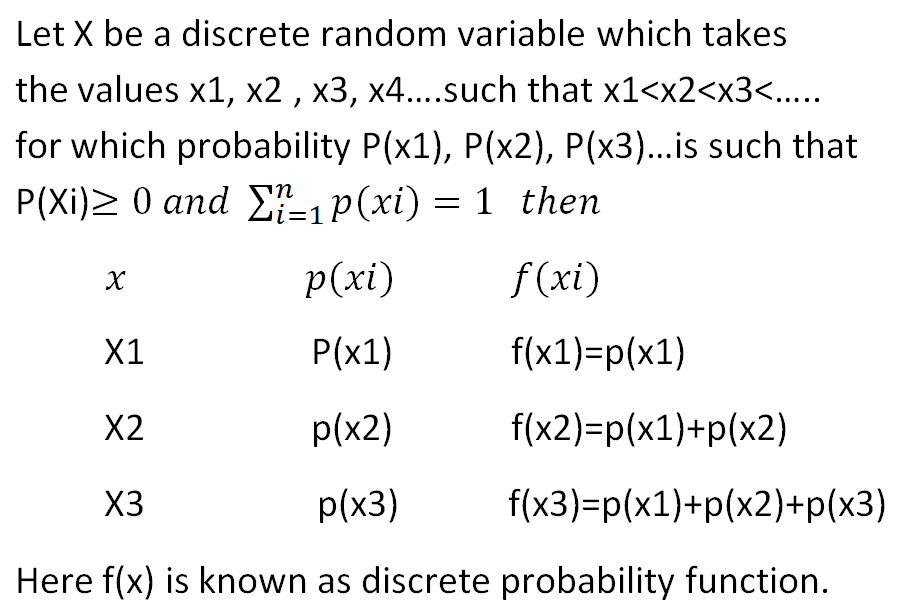 Let X be a discrete random variable which takes
the values x1, x2 , x3, x4....such that x1<x2<x3<.....
for which probability P(x1), P(x2), P(x3)...is such that
P(Xi)≥ 0 and ∑ⁿᵢ₌₁ p(xi) = 1 then
x p(xi) f(xi)
X1 P(x1) f(x1)=p(x1)
X2 p(x2) f(x2)=p(x1)+p(x2)
X3 p(x3) f(x3)=p(x1)+p(x2)+p(x3)
Here f(x) is known as discrete probability function.